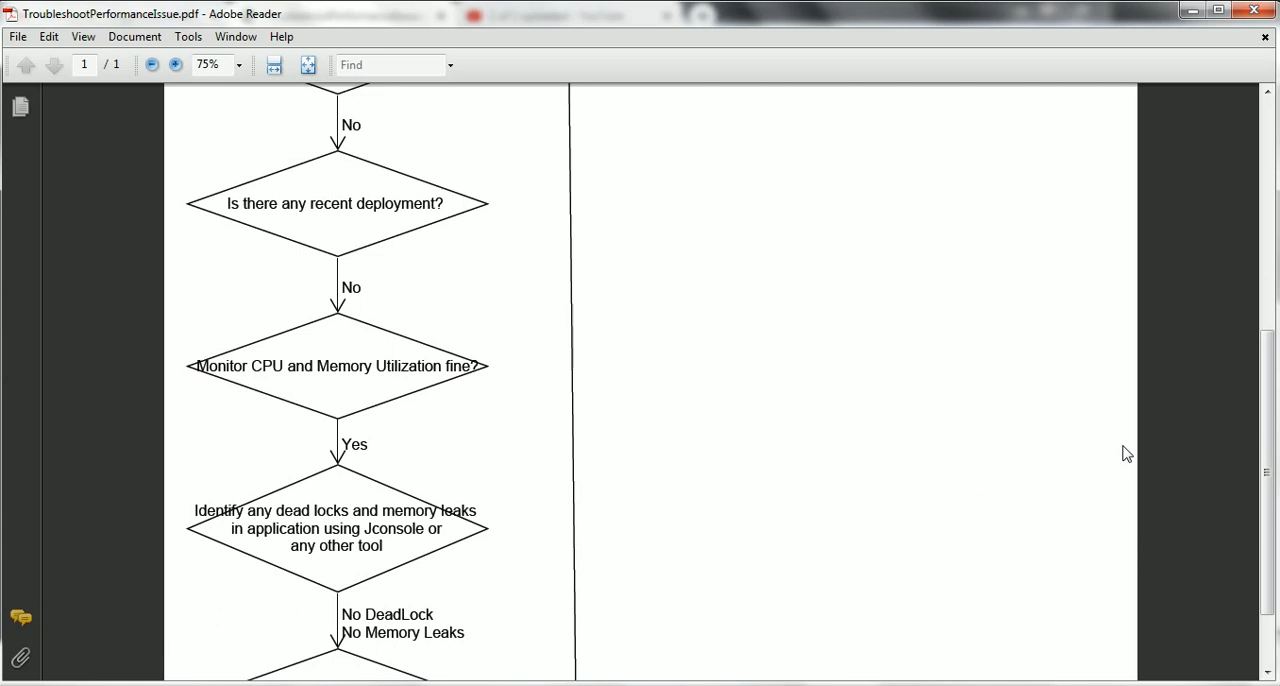 TroubleshootPerformanceIssue.pdf - Adobe Reader
File Edit View Document Tools Window Help
1 / 1 75% Find
No
Is there any recent deployment?
No
Monitor CPU and Memory Utilization fine?
Yes
Identify any dead locks and memory leaks
in application using Jconsole or
any other tool
No DeadLock
No Memory Leaks